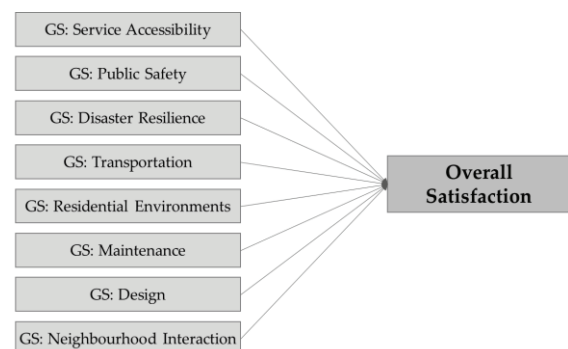 GS: Service Accessibility
GS: Public Safety
GS: Disaster Resilience
GS: Transportation
GS: Residential Environments
GS: Maintenance
GS: Design
GS: Neighbourhood Interaction
Overall
Satisfaction